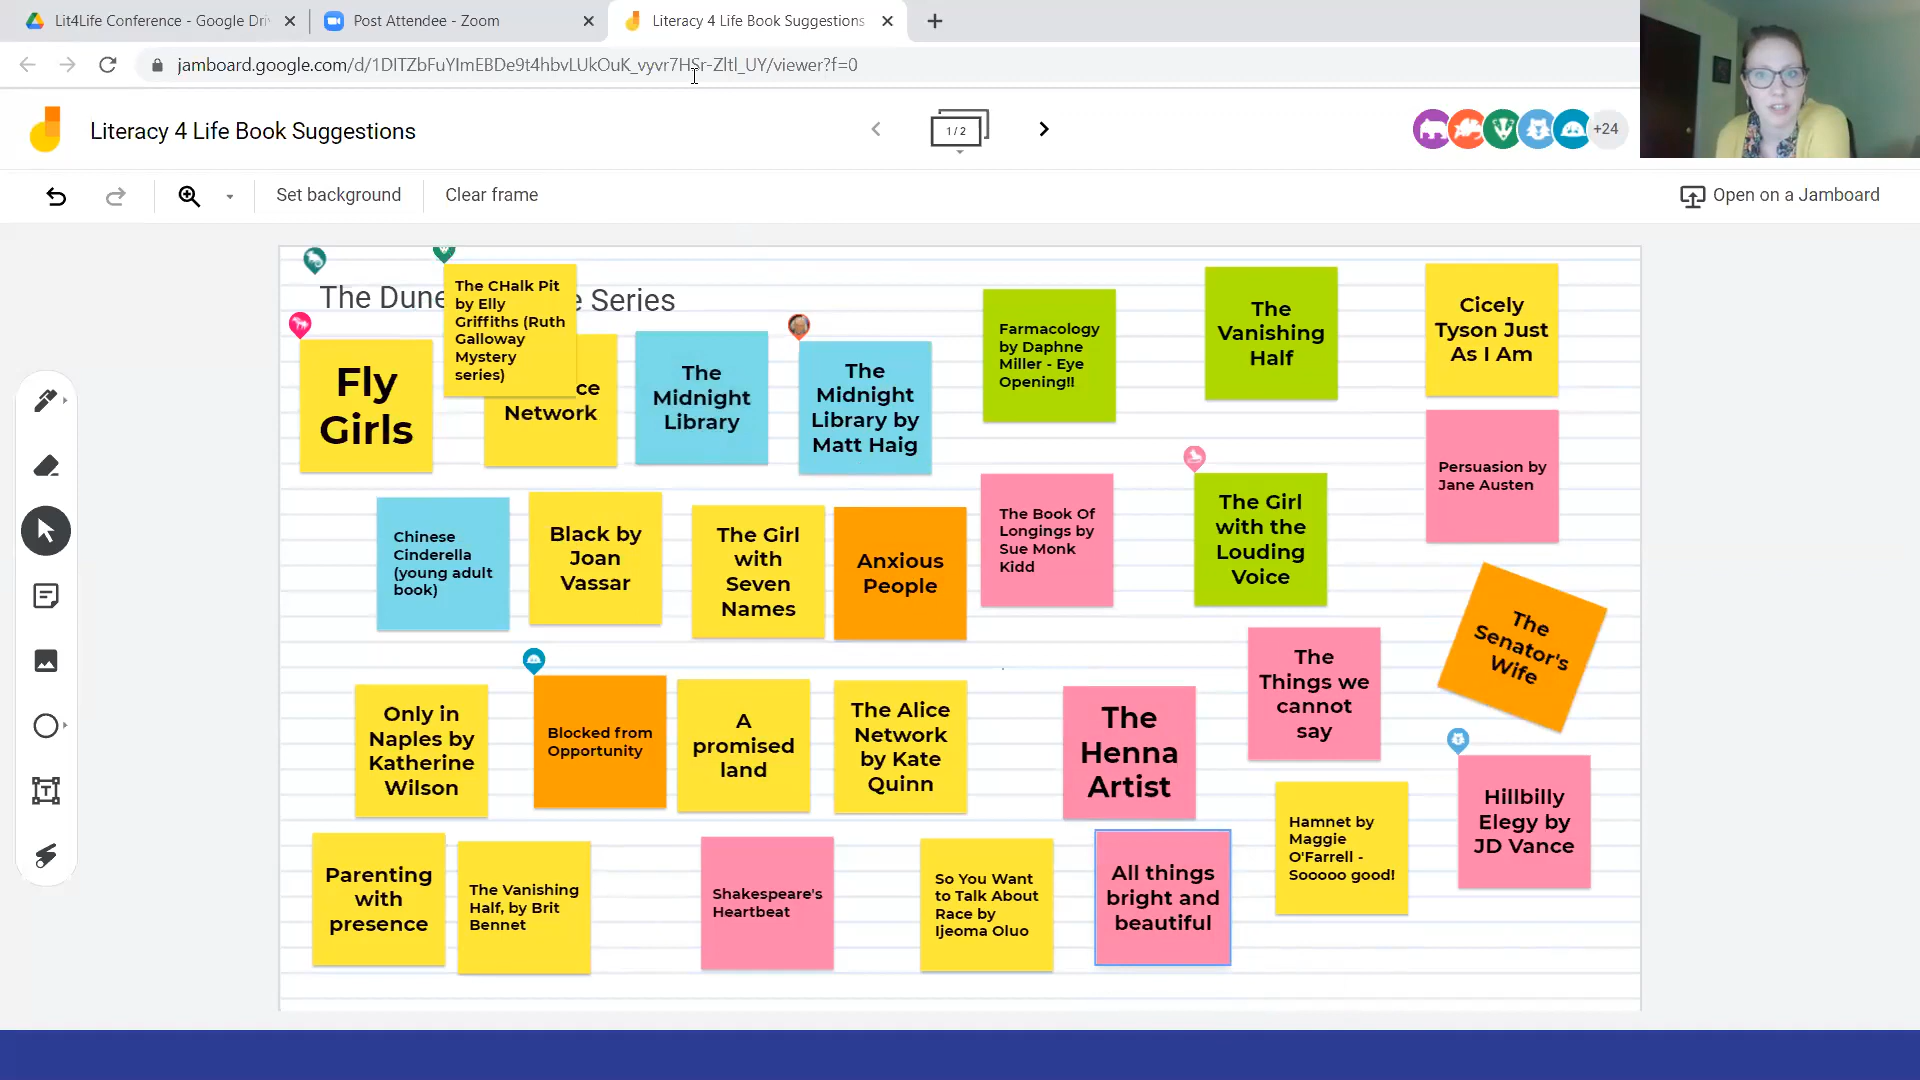 Lit4Life Conference - Google Dri
Post Attendee - Zoom
Literacy 4 Life Book Suggestions
jamboard.google.com/d/1DITZbFuYImEBDe9t4hbvLUkOuK_vyvr7HSr-Zltl_UY/viewer?f=0
Literacy 4 Life Book Suggestions
1 / 2
+24
Set background
Clear frame
Open on a Jamboard
The Dune
e Series
The CHalk Pit
by Elly
Griffiths (Ruth
Galloway
Mystery
series)
Fly
Girls
ce
Network
The
Midnight
Library
The
Midnight
Library by
Matt Haig
Farmacology
by Daphne
Miller - Eye
Opening!!
The
Vanishing
Half
Cicely
Tyson Just
As I Am
Persuasion by
Jane Austen
Chinese
Cinderella
(young adult
book)
Black by
Joan
Vassar
The Girl
with
Seven
Names
Anxious
People
The Book Of
Longings by
Sue Monk
Kidd
The Girl
with the
Louding
Voice
The
Senator's
Wife
The
Things we
cannot
say
Only in
Naples by
Katherine
Wilson
Blocked from
Opportunity
A
promised
land
The Alice
Network
by Kate
Quinn
The
Henna
Artist
Hamnet by
Maggie
O'Farrell -
Sooooo good!
Hillbilly
Elegy by
JD Vance
Parenting
with
presence
The Vanishing
Half, by Brit
Bennet
Shakespeare's
Heartbeat
So You Want
to Talk About
Race by
Ijeoma Oluo
All things
bright and
beautiful